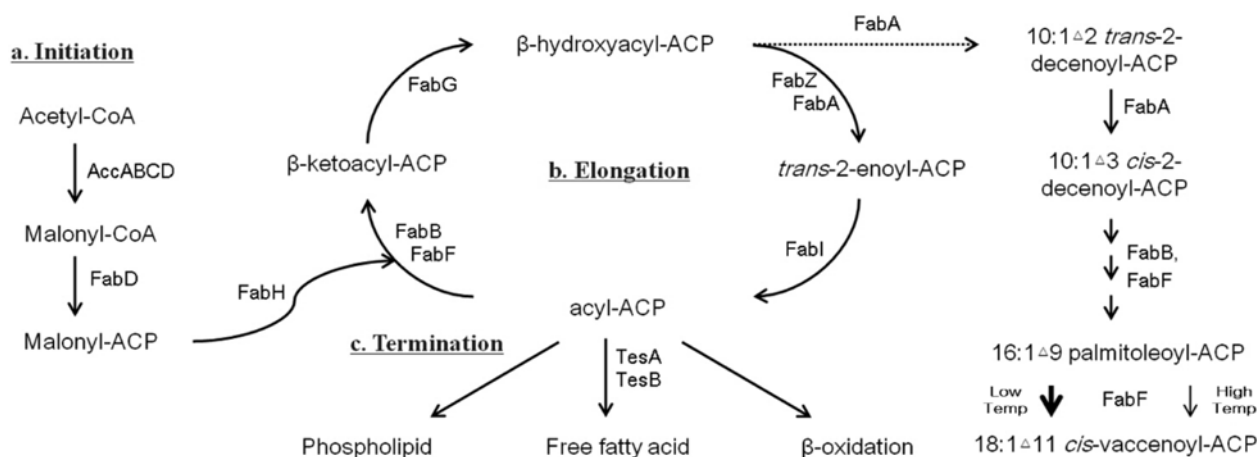 a. Initiation
Acetyl-CoA
AccABCD
Malonyl-CoA
FabD
Malonyl-ACP
FabH
b. Elongation
β-ketoacyl-ACP
FabG
β-hydroxyacyl-ACP
FabZ
FabA
trans-2-enoyl-ACP
FabI
acyl-ACP
FabB
FabF
c. Termination
TesA
TesB
Phospholipid
Free fatty acid
β-oxidation
FabA
10:1△2 trans-2-
decenoyl-ACP
FabA
10:1△3 cis-2-
decenoyl-ACP
FabB,
FabF
16:1△9 palmitoleoyl-ACP
Low
Temp
FabF
High
Temp
18:1△11 cis-vaccenoyl-ACP